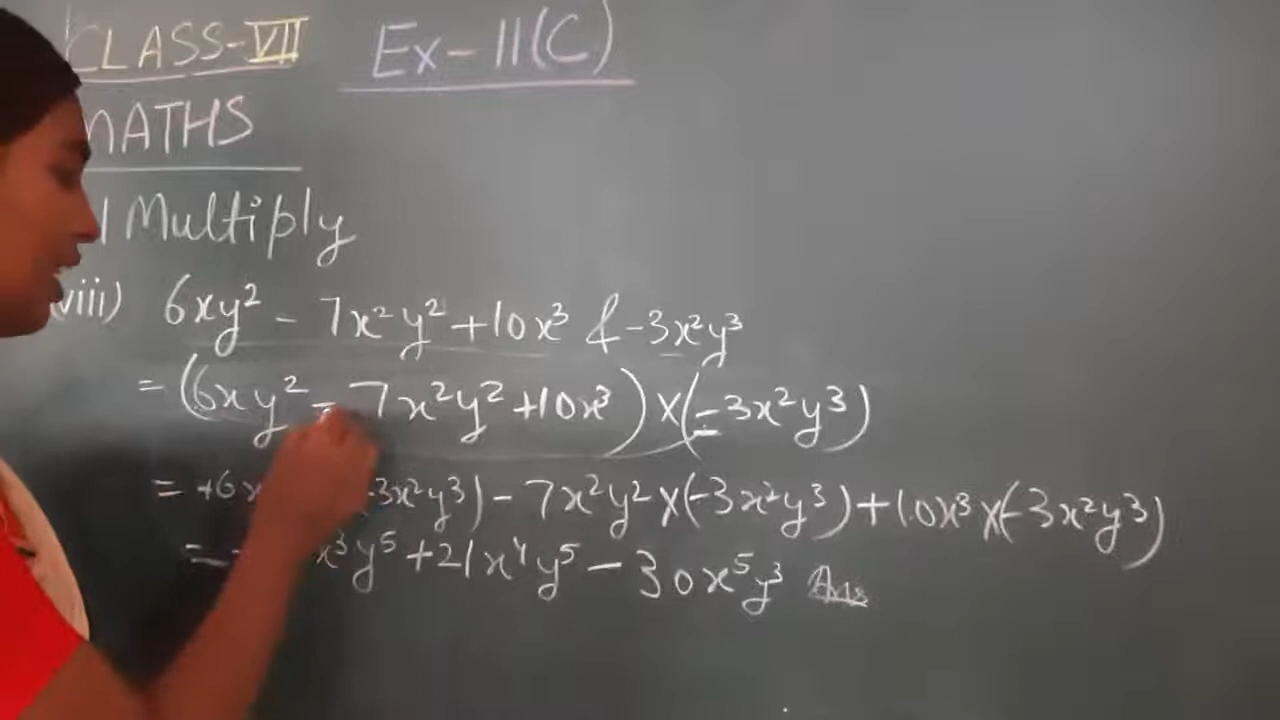 CLASS-VII Ex-11(C)
MATHS
Multiply
viii) 6xy² - 7x²y² + 10x³ & -3x²y³
= (6xy² - 7x²y² + 10x³) × (-3x²y³)
= +6x -3x²y³) - 7x²y² × (-3x²y³) + 10x³ × (-3x²y³)
= - x³y⁵ + 21x⁴y⁵ - 30x⁵y³ Ans